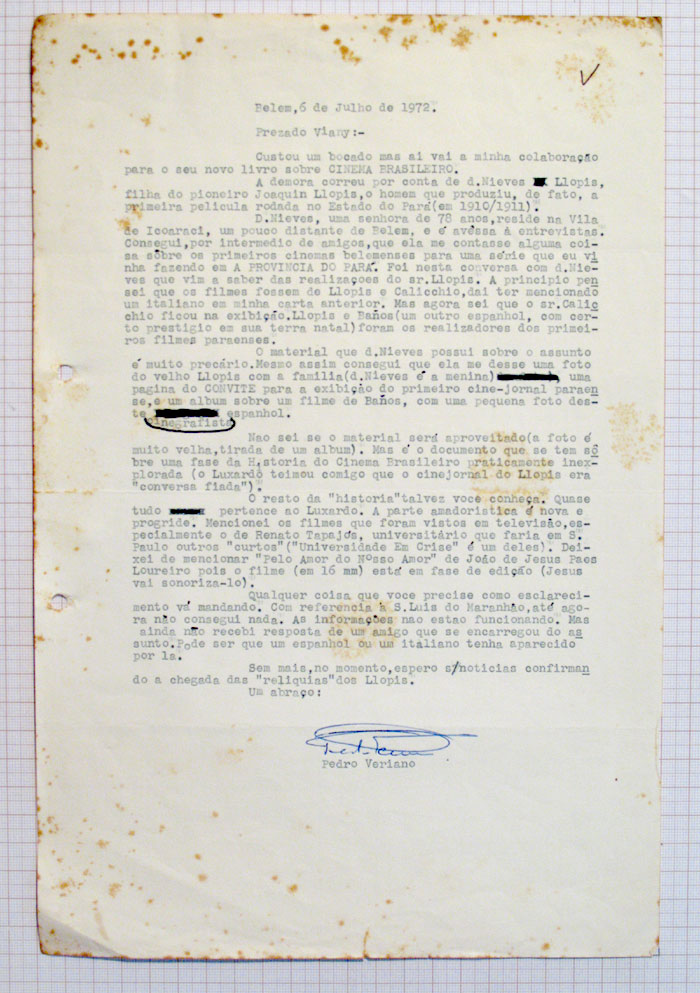 Belem,6 de Julho de 1972.
Prezado Viany:-
Custou um bocado mas ai vai a minha colaboração
para o seu novo livro sobre CINEMA BRASILEIRO.
A demora correu por conta de d.Nieves Llopis,
filha do pioneiro Joaquin Llopis, o homem que produziu, de fato, a
primeira pelicula rodada no Estado do Pará(em 1910/1911).
D.Nieves, uma senhora de 78 anos,reside na Vila
de Icoaraci, um pouco distante de Belem, e é avêssa à entrevistas.
Consegui,por intermedio de amigos,que ela me contasse alguma coi-
sa sôbre os primeiros cinemas belemenses para uma série que eu vi
nha fazendo em A PROVINCIA DO PARÁ. Foi nesta conversa com d.Nie-
ves que vim a saber das realizaçoes do sr.Llopis. A principio pen
sei que os filmes fossem de Llopis e Calicchio,dai ter mencionado
um italiano em minha carta anterior. Mas agora sei que o sr.Calic
chio ficou na exibição.Llopis e Baños(um outro espanhol, com cer-
to prestigio em sua terra natal)foram os realizadores dos primei-
ros filmes paraenses.
O material que d.Nieves possui sobre o assunto
é muito precário.Mesmo assim consegui que ela me desse uma foto
do velho Llopis com a familia(d.Nieves é a menina) uma
pagina do CONVITE para a exibição do primeiro cine-jornal paraen
se,e um album sobre um filme de Baños, com uma pequena foto des-
te espanhol.
cinegrafista
Nao sei se o material será aproveitado(a foto é
muito velha,tirada de um album). Mas é o documento que se tem sô
bre uma fase da Historia do Cinema Brasileiro praticamente inex-
plorada (o Luxardo teimou comigo que o cinejornal do Llopis era
"conversa fiada").
O resto da "historia"talvez voce conheça. Quase
tudo pertence ao Luxardo. A parte amadoristica é nova e
progride. Mencionei os filmes que foram vistos em televisão,es-
pecialmente o de Renato Tapajós, universitário que faria em S.
Paulo outros "curtos"("Universidade Em Crise" é um deles). Dei-
xei de mencionar "Pelo Amor do Nosso Amor" de João de Jesus Paes
Loureiro pois o filme (em 16 mm) está em fase de edição (Jesus
vai sonoriza-lo).
Qualquer coisa que voce precise como esclareci-
mento vá mandando. Com referencia à S.Luis do Maranhão,até ago-
ra não consegui nada. As informações nao estao funcionando. Mas
ainda não recebi resposta de um amigo que se encarregou do as
sunto.Pode ser que um espanhol ou um italiano tenha aparecido
por la.
Sem mais,no momento,espero s/noticias confirman
do a chegada das "reliquias"dos Llopis.
Um abraço:
Pedro Veriano